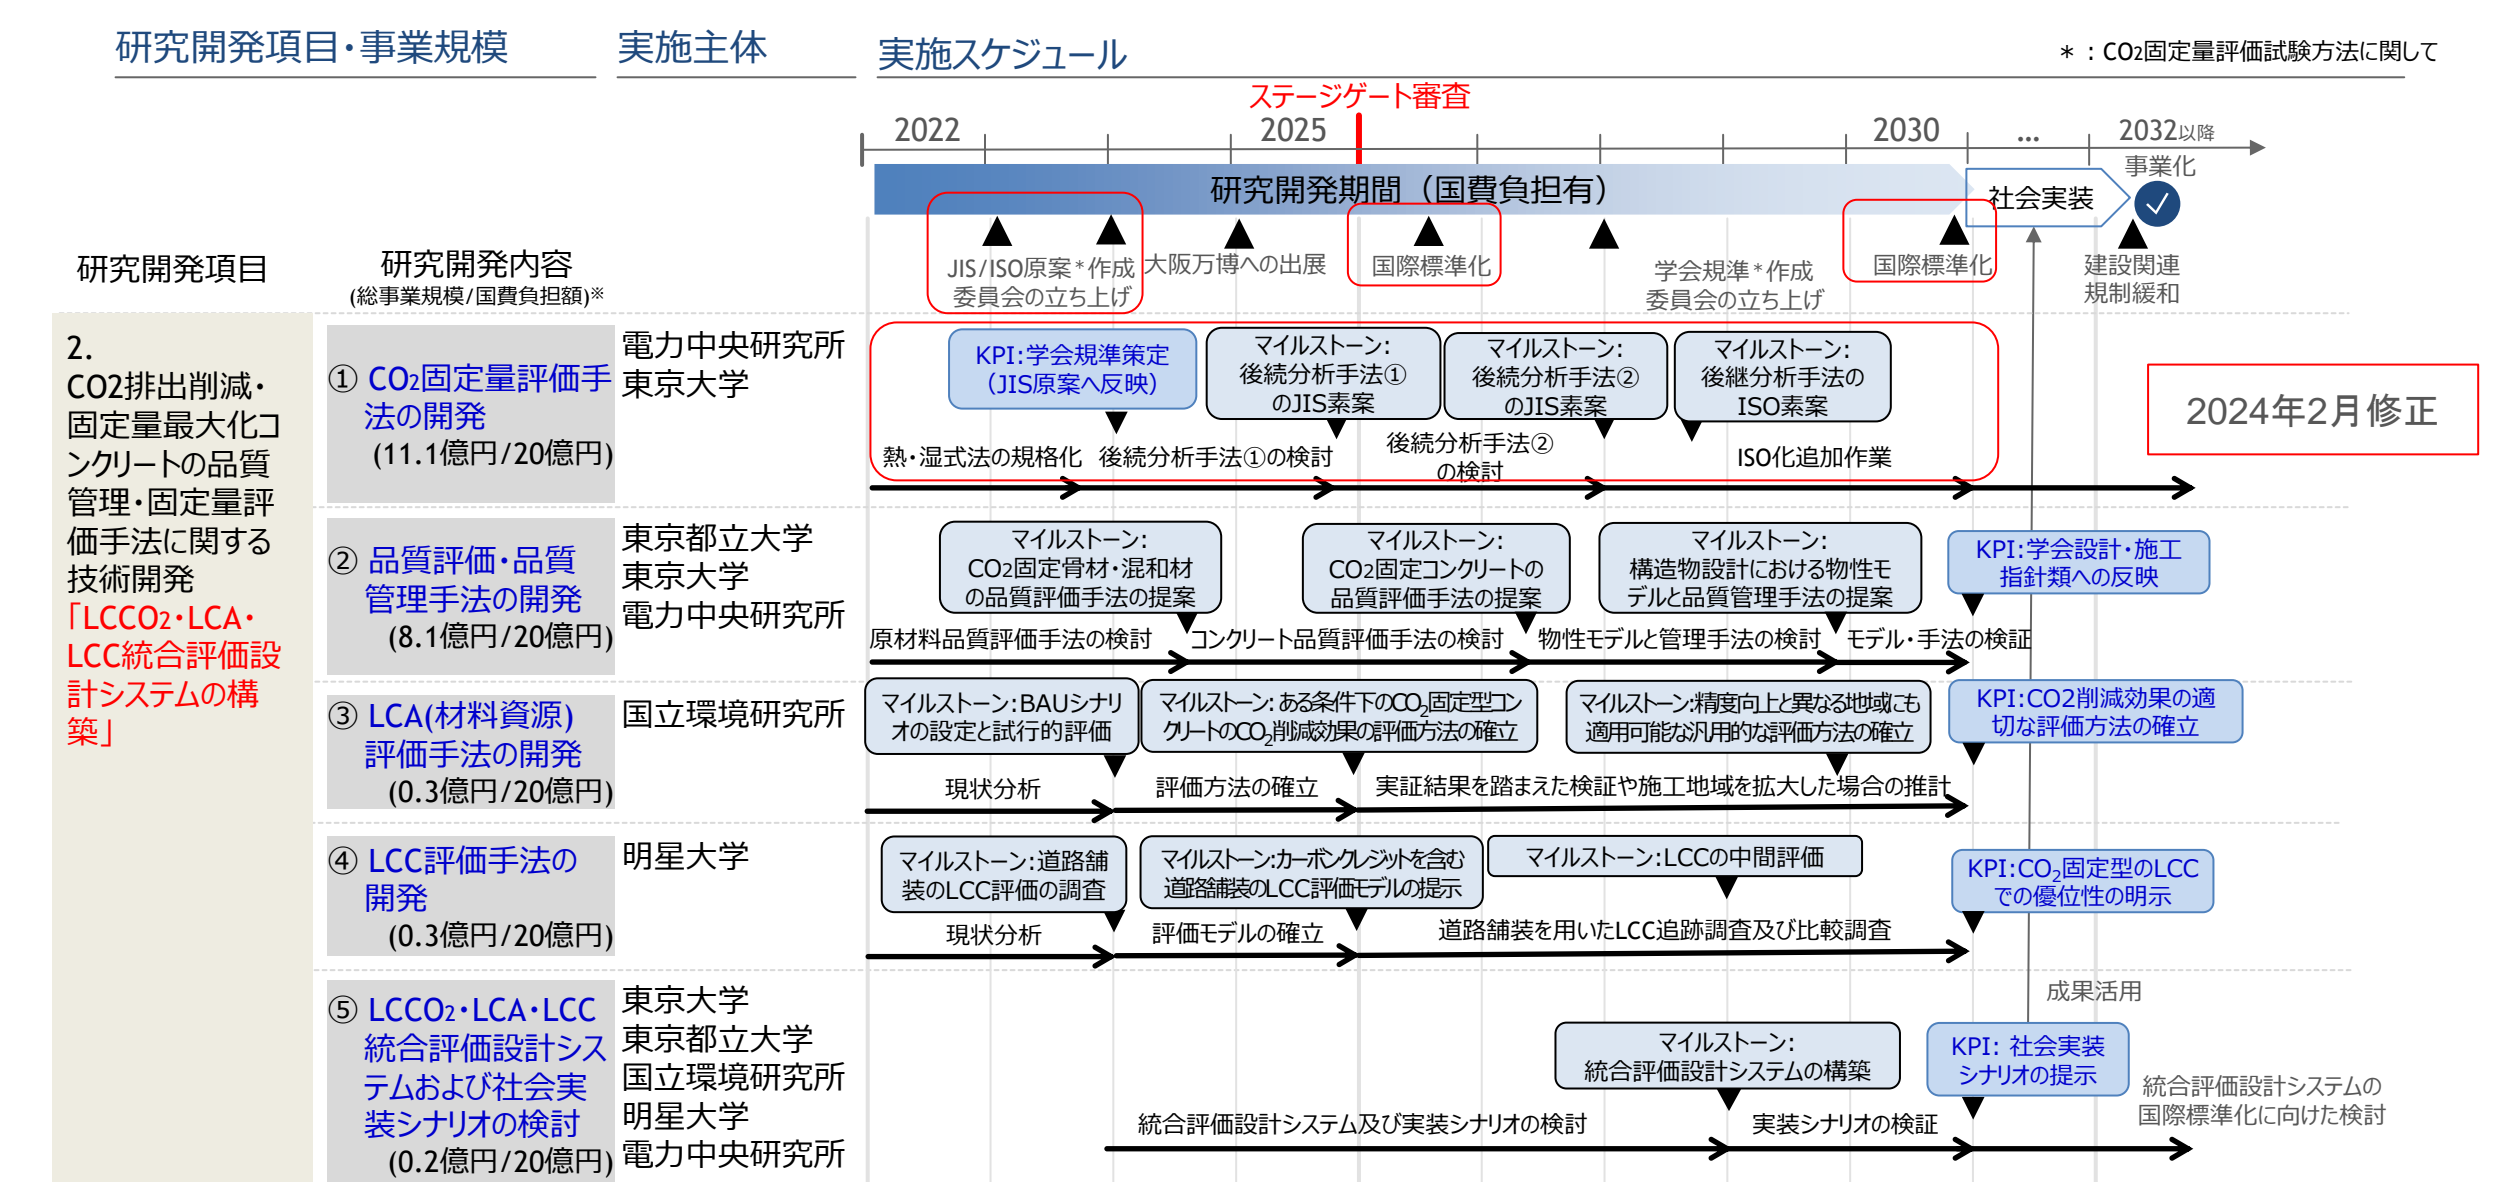 研究開発項目・事業規模
実施主体
実施スケジュール
* : CO2固定量評価試験方法に関して
ステージゲート審査
2022
2025
2030
...
2032以降
事業化
研究開発期間（国費負担有）
社会実装
JIS/ISO原案*作成
委員会の立ち上げ
大阪万博への出展
国際標準化
学会規準*作成
委員会の立ち上げ
国際標準化
建設関連
規制緩和
研究開発項目
研究開発内容
(総事業規模/国費負担額)※
2.
CO2排出削減・
固定量最大化コ
ンクリートの品質
管理・固定量評
価手法に関する
技術開発
「LCCO2・LCA・
LCC統合評価設
計システムの構
築」
① CO2固定量評価手
法の開発
(11.1億円/20億円)
電力中央研究所
東京大学
KPI:学会規準策定
（JIS原案へ反映）
マイルストーン:
後続分析手法①
のJIS素案
マイルストーン:
後続分析手法②
のJIS素案
マイルストーン:
後継分析手法の
ISO素案
熱・湿式法の規格化
後続分析手法①の検討
後続分析手法②
の検討
ISO化追加作業
2024年2月修正
② 品質評価・品質
管理手法の開発
(8.1億円/20億円)
東京都立大学
東京大学
電力中央研究所
マイルストーン:
CO2固定骨材・混和材
の品質評価手法の提案
マイルストーン:
CO2固定コンクリートの
品質評価手法の提案
マイルストーン:
構造物設計における物性モ
デルと品質管理手法の提案
KPI:学会設計・施工
指針類への反映
原材料品質評価手法の検討
コンクリート品質評価手法の検討
物性モデルと管理手法の検討
モデル・手法の検証
③ LCA(材料資源)
評価手法の開発
(0.3億円/20億円)
国立環境研究所
マイルストーン:BAUシナリ
オの設定と試行的評価
マイルストーン: ある条件下のCO2固定型コン
クリートのCO2削減効果の評価方法の確立
マイルストーン:精度向上と異なる地域にも
適用可能な汎用的な評価方法の確立
KPI:CO2削減効果の適
切な評価方法の確立
現状分析
評価方法の確立
実証結果を踏まえた検証や施工地域を拡大した場合の推計
④ LCC評価手法の
開発
(0.3億円/20億円)
明星大学
マイルストーン:道路舗
装のLCC評価の調査
マイルストーン:カーボンクレジットを含む
道路舗装のLCC評価モデルの提示
マイルストーン:LCCの中間評価
KPI:CO2固定型のLCC
での優位性の明示
現状分析
評価モデルの確立
道路舗装を用いたLCC追跡調査及び比較調査
⑤ LCCO2・LCA・LCC
統合評価設計シス
テムおよび社会実
装シナリオの検討
(0.2億円/20億円)
東京大学
東京都立大学
国立環境研究所
明星大学
電力中央研究所
成果活用
マイルストーン:
統合評価設計システムの構築
KPI: 社会実装
シナリオの提示
統合評価設計システム及び実装シナリオの検討
実装シナリオの検証
統合評価設計システムの
国際標準化に向けた検討